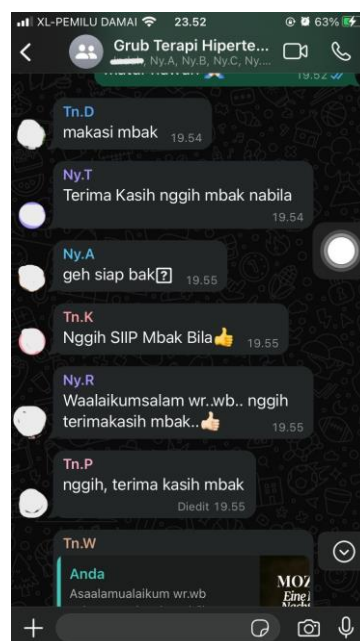 XL-PEMILU DAMAI 23.52 63%
Grub Terapi Hiperte...
, Ny.A, Ny.B, Ny.C, Ny....
19.52
Tn.D
makasi mbak 19.54
Ny.T
Terima Kasih nggih mbak nabila
19.54
Ny.A
geh siap bak⍰ 19.55
Tn.K
Nggih SIIP Mbak Bila👍 19.55
Ny.R
Waalaikumsalam wr.wb.. nggih
terimakasih mbak..👍🏻
19.55
Tn.P
nggih, terima kasih mbak
Diedit 19.55
Tn.W
Anda
Asaalamualaikum wr.wb
MOZ
Eine